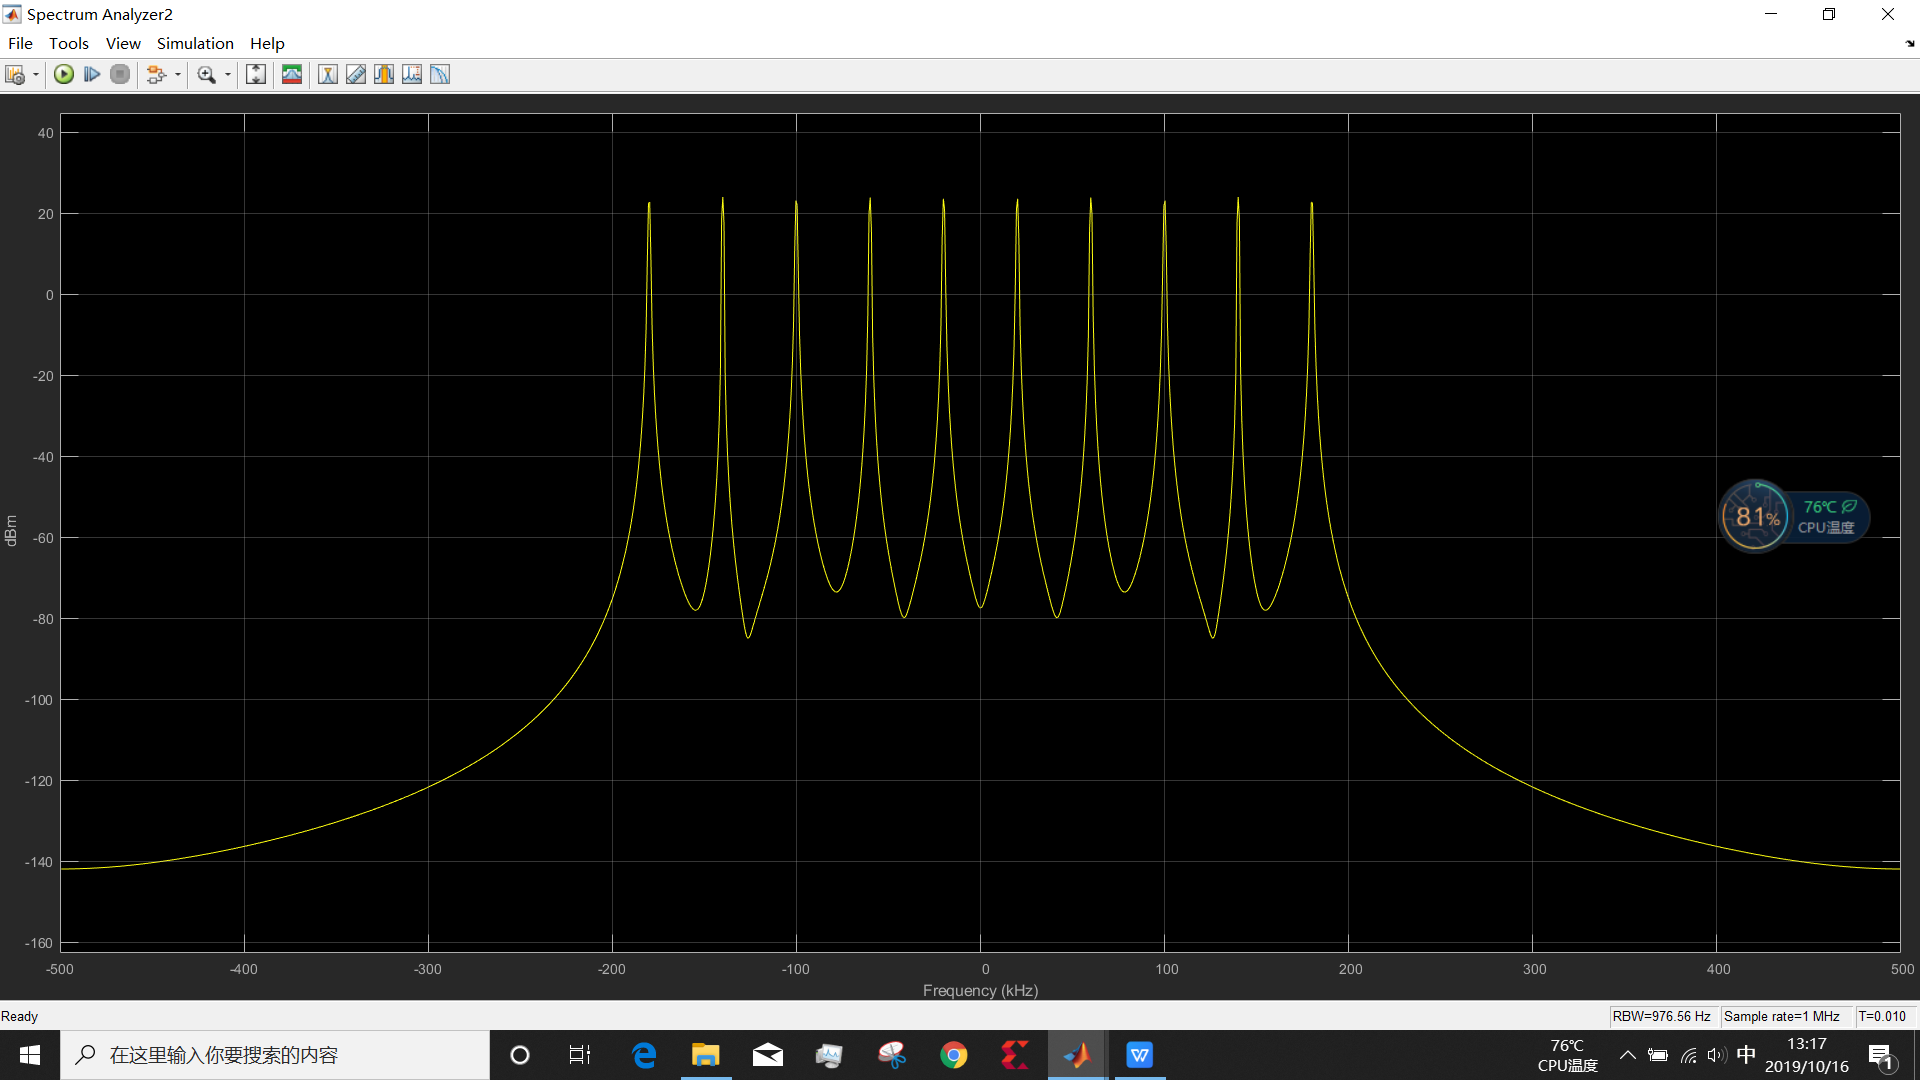 Spectrum Analyzer2
File Tools View Simulation Help
40
20
0
-20
-40
-60
-80
-100
-120
-140
-160
dBm
-500 -400 -300 -200 -100 0 100 200 300 400 500
Frequency (kHz)
81%
76℃
CPU温度
Ready
RBW=976.56 Hz Sample rate=1 MHz T=0.010
在这里输入你要搜索的内容
76℃
CPU温度
中
13:17
2019/10/16
1